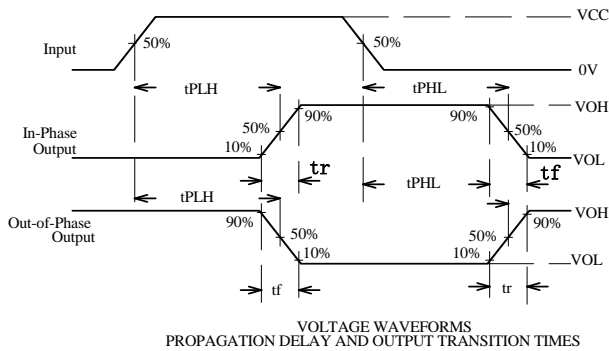 VCC
50%
50%
Input
0V
tPLH
tPHL
VOH
90%
90%
In-Phase
Output
50%
50%
10%
10%
VOL
tr
tf
tPLH
tPHL
90%
90%
VOH
Out-of-Phase
Output
50%
50%
10%
10%
VOL
tf
tr
VOLTAGE WAVEFORMS
PROPAGATION DELAY AND OUTPUT TRANSITION TIMES